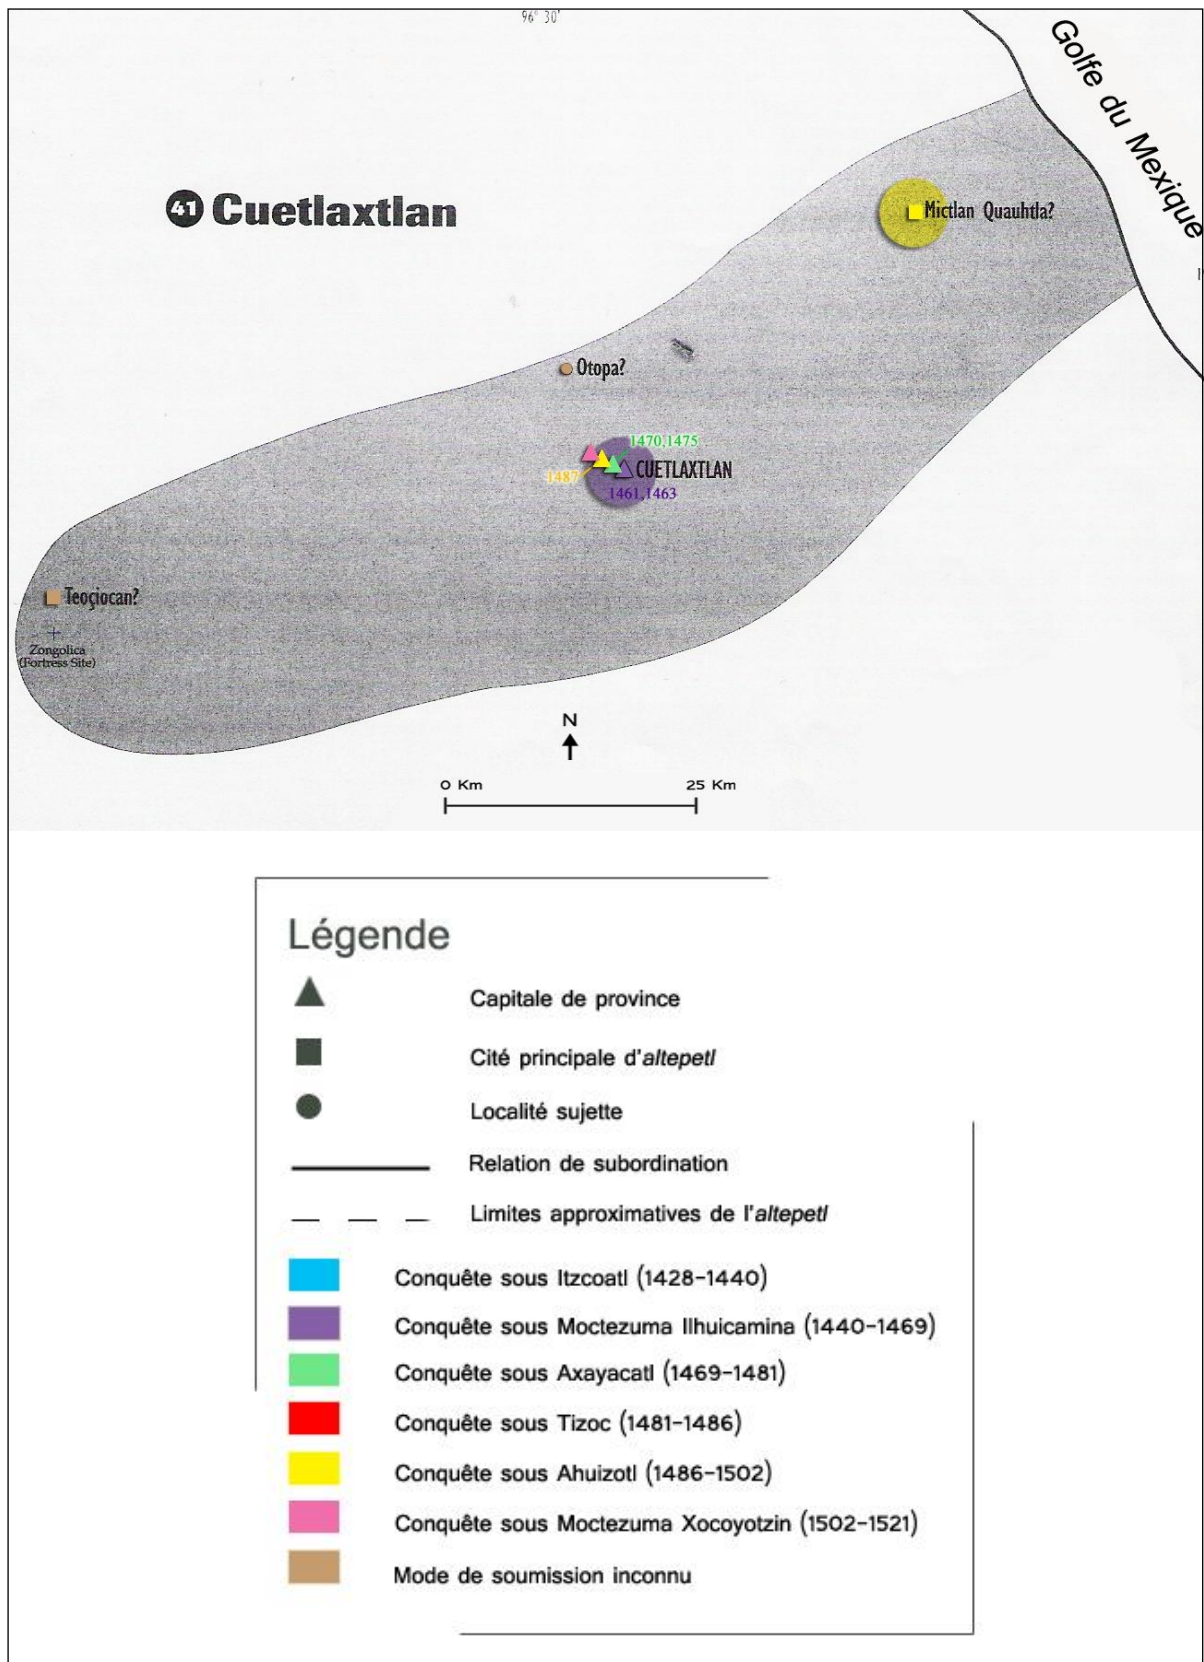 96° 30'
Golfe du Mexique
41 Cuetlaxtlan
Mictlan Quauhtla?
Otopa?
1470,1475
1487
CUETLAXTLAN
1461,1463
Teoçiocan?
Zongolica
(Fortress Site)
N
0 Km 25 Km
Légende
Capitale de province
Cité principale d'altepetl
Localité sujette
Relation de subordination
Limites approximatives de l'altepetl
Conquête sous Itzcoatl (1428-1440)
Conquête sous Moctezuma Ilhuicamina (1440-1469)
Conquête sous Axayacatl (1469-1481)
Conquête sous Tizoc (1481-1486)
Conquête sous Ahuizotl (1486-1502)
Conquête sous Moctezuma Xocoyotzin (1502-1521)
Mode de soumission inconnu